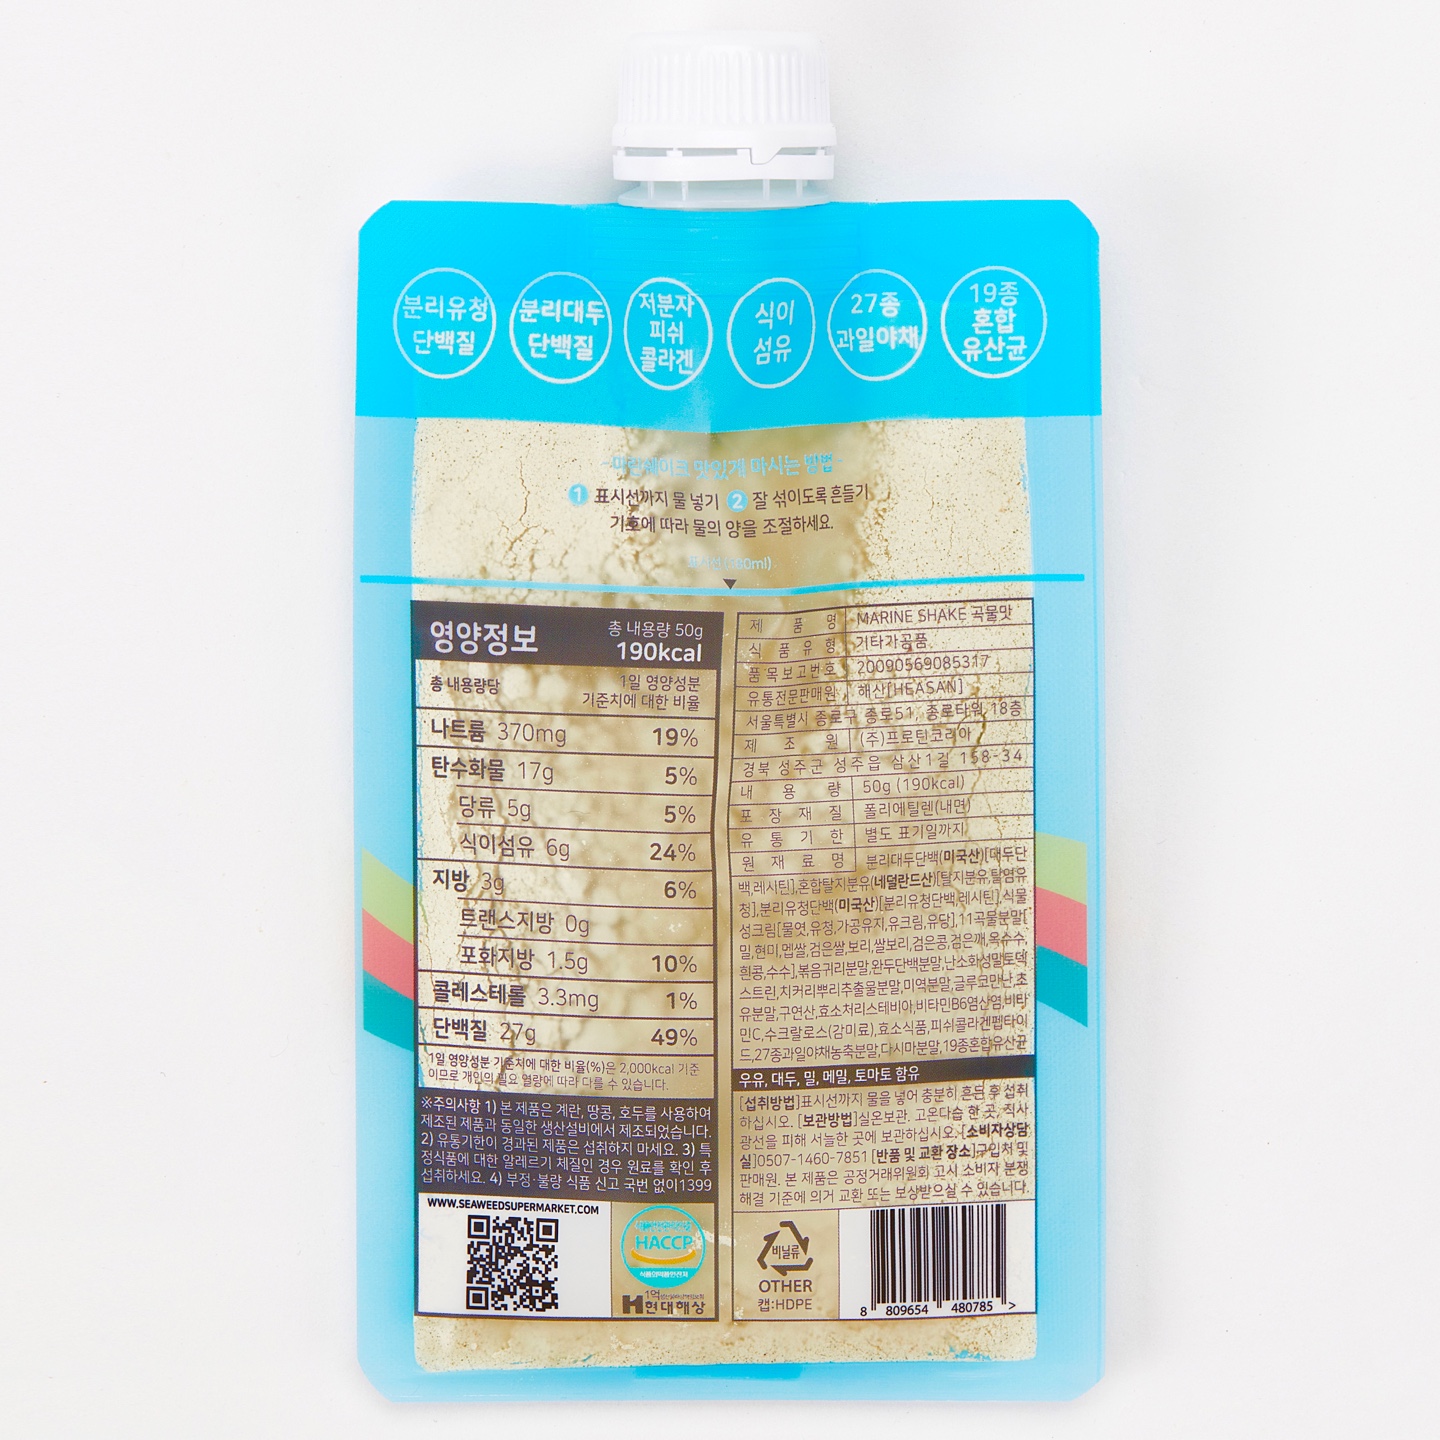 분리유청
단백질
분리대두
단백질
저분자
피쉬
콜라겐
식이
섬유
27종
과일야채
19종
혼합
유산균
-마린쉐이크 맛있게 마시는 방법-
1 표시선까지 물 넣기 2 잘 섞이도록 흔들기
기호에 따라 물의 양을 조절하세요.
영양정보
총 내용량 50g
190kcal
총 내용량당
1일 영양성분
기준치에 대한 비율
나트륨 370mg 19%
탄수화물 17g 5%
당류 5g 5%
식이섬유 6g 24%
지방 3g 6%
트랜스지방 0g
포화지방 1.5g 10%
콜레스테롤 3.3mg 1%
단백질 27g 49%
1일 영양성분 기준치에 대한 비율(%)은 2,000kcal 기준
이므로 개인의 필요 열량에 따라 다를 수 있습니다.
※주의사항 1) 본 제품은 계란, 땅콩, 호두를 사용하여
제조된 제품과 동일한 생산설비에서 제조되었습니다.
2) 유통기한이 경과된 제품은 섭취하지 마세요. 3) 특
정식품에 대한 알레르기 체질인 경우 원료를 확인 후
섭취하세요. 4) 부정·불량 식품 신고 국번 없이1399
WWW.SEAWEEDSUPERMARKET.COM
HACCP
식품의약품안전처
1억
현대해상
제품명 MARINE SHAKE 곡물맛
식품유형 기타가공품
품목보고번호 20090569085317
유통전문판매원 해산[HEASAN]
서울특별시 종로구 종로51, 종로타워 18층
제조원 (주)프로틴코리아
경북 성주군 성주읍 삼산1길 158-34
내용량 50g (190kcal)
포장재질 폴리에틸렌(내면)
유통기한 별도 표기일까지
원재료명 분리대두단백(미국산)[대두단
백,레시틴],혼합탈지분유(네덜란드산)[탈지분유,탈염유
청],분리유청단백(미국산)[분리유청단백,레시틴],식물
성크림[물엿,유청,가공유지,유크림,유당],11곡물분말[
밀,현미,멥쌀,검은쌀,보리,쌀보리,검은콩,검은깨,옥수수,
흰콩,수수],볶음귀리분말,완두단백분말,난소화성말토덱
스트린,치커리뿌리추출물분말,미역분말,글루코만난,초
유분말,구연산,효소처리스테비아,비타민B6염산염,비타
민C,수크랄로스(감미료),효소식품,피쉬콜라겐펩타이
드,27종과일야채농축분말,다시마분말,19종혼합유산균
우유, 대두, 밀, 메밀, 토마토 함유
[섭취방법]표시선까지 물을 넣어 충분히 흔든 후 섭취
하십시오. [보관방법]실온보관. 고온다습 한 곳, 직사
광선을 피해 서늘한 곳에 보관하십시오.[소비자상담
실]0507-1460-7851 [반품 및 교환 장소]구입처 및
판매원. 본 제품은 공정거래위원회 고시 소비자 분쟁
해결 기준에 의거 교환 또는 보상받으실 수 있습니다.
비닐류
OTHER
캡:HDPE
8 809654 480785 >